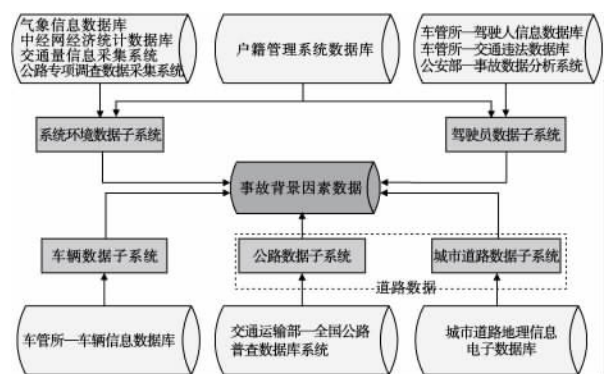 气象信息数据库
中经网经济统计数据库
交通量信息采集系统
公路专项调查数据采集系统
户籍管理系统数据库
车管所—驾驶人信息数据库
车管所—交通违法数据库
公安部—事故数据分析系统
系统环境数据子系统
驾驶员数据子系统
事故背景因素数据
车辆数据子系统
公路数据子系统
城市道路数据子系统
道路数据
车管所—车辆信息数据库
交通运输部—全国公路
普查数据库系统
城市道路地理信息
电子数据库